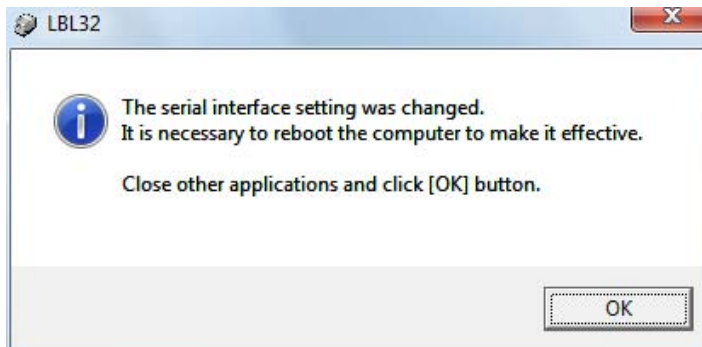 LBL32
The serial interface setting was changed.
It is necessary to reboot the computer to make it effective.
Close other applications and click [OK] button.
OK